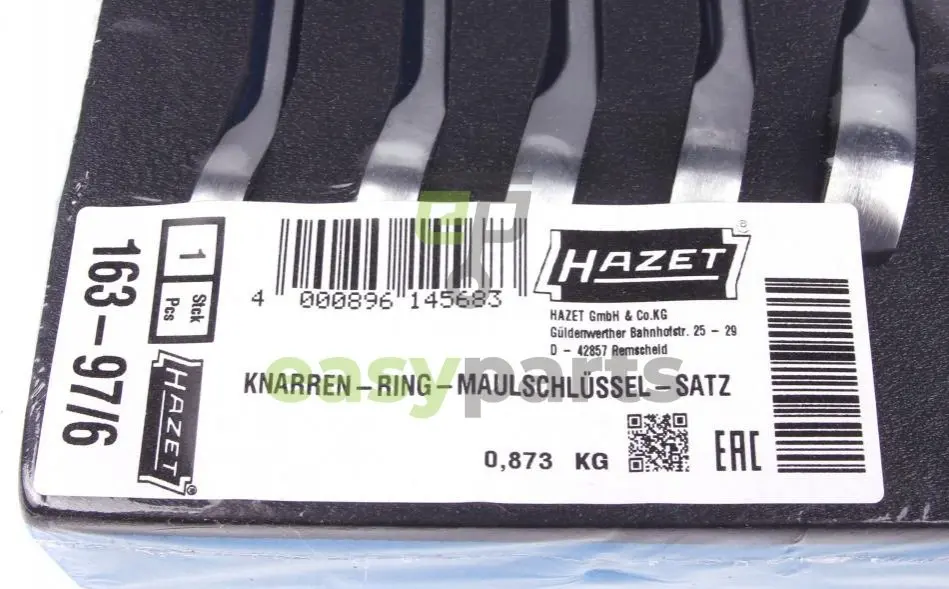 163-97/6
1
Stck
Pcs
HAZET®
4 000896 145683
HAZET®
HAZET GmbH & Co.KG
Güldenwerther Bahnhofstr. 25 - 29
D - 42857 Remscheid
easyparts
KNARREN-RING-MAULSCHLÜSSEL-SATZ
0,873 KG
EAC